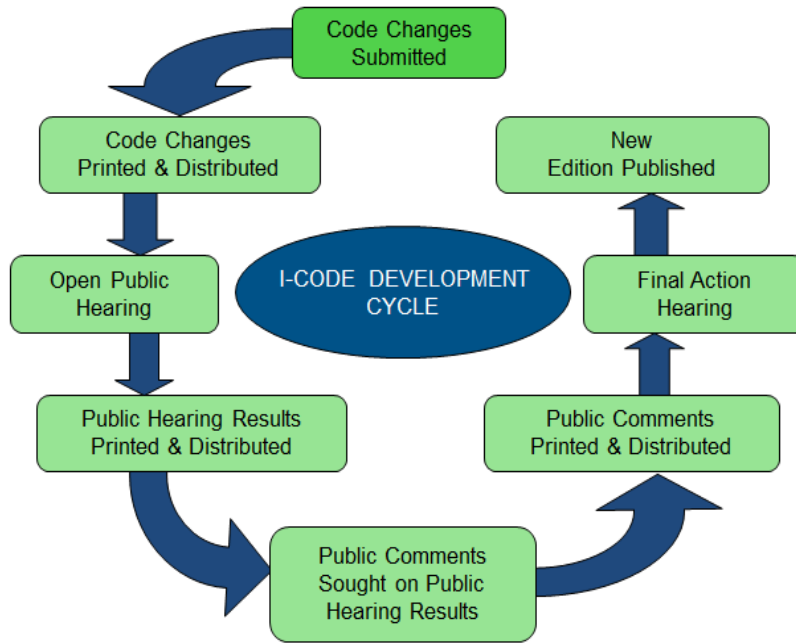 Code Changes
Submitted
Code Changes
Printed & Distributed
Open Public
Hearing
Public Hearing Results
Printed & Distributed
Public Comments
Sought on Public
Hearing Results
Public Comments
Printed & Distributed
Final Action
Hearing
New
Edition Published
I-CODE DEVELOPMENT
CYCLE